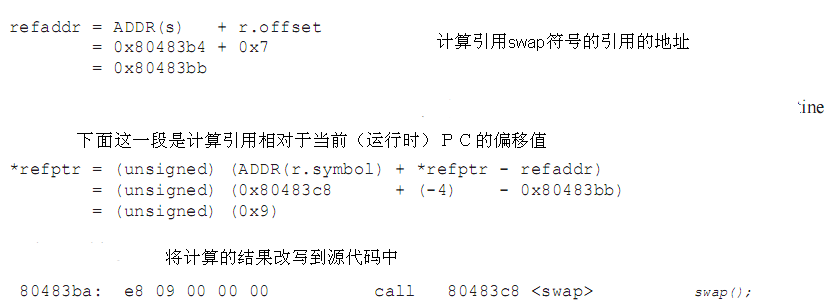 refaddr = ADDR(s) + r.offset
= 0x80483b4 + 0x7
计算引用swap符号的引用的地址
= 0x80483bb
tine
下面这一段是计算引用相对于当前（运行时）ＰＣ的偏移值
*refptr = (unsigned) (ADDR(r.symbol) + *refptr - refaddr)
= (unsigned) (0x80483c8 + (-4) - 0x80483bb)
= (unsigned) (0x9)
将计算的结果改写到源代码中
80483ba: e8 09 00 00 00 call 80483c8 <swap> swap();